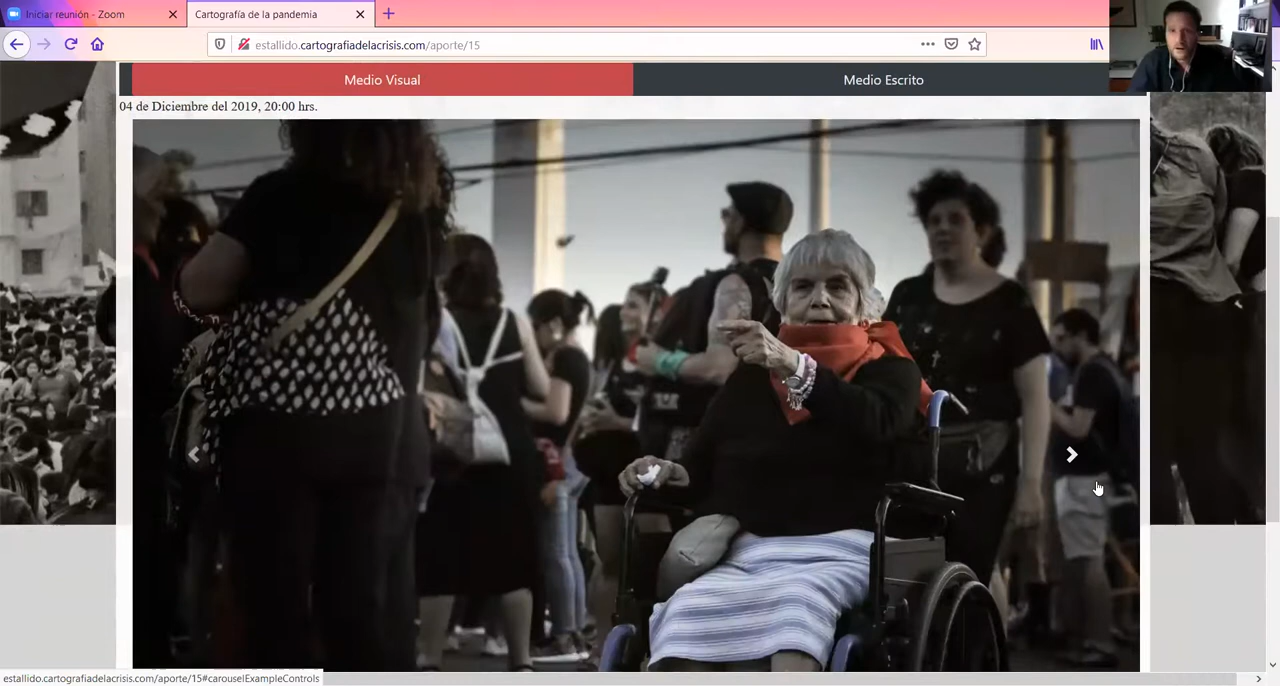 Iniciar reunión - Zoom
Cartografía de la pandemia
estallido.cartografiadelacrisis.com/aporte/15
Medio Visual
Medio Escrito
04 de Diciembre del 2019, 20:00 hrs.
estallido.cartografiadelacrisis.com/aporte/15#carouselExampleControls